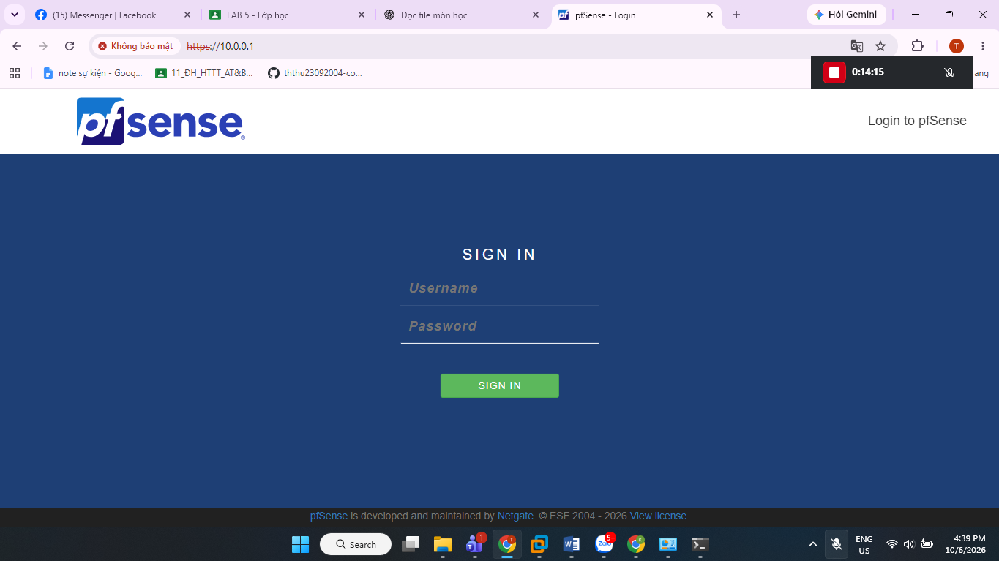 (15) Messenger | Facebook
LAB 5 - Lớp học
Đọc file môn học
pfSense - Login
Hỏi Gemini
Không bảo mật
https://10.0.0.1
T
note sự kiện - Goog...
11_ĐH_HTTT_AT&B...
ththu23092004-co...
0:14:15
rang
pfsense®
Login to pfSense
SIGN IN
Username
Password
SIGN IN
pfSense is developed and maintained by Netgate. © ESF 2004 - 2026 View license.
Search
1
T
Zalo
5+
K
ENG
US
4:39 PM
10/6/2026